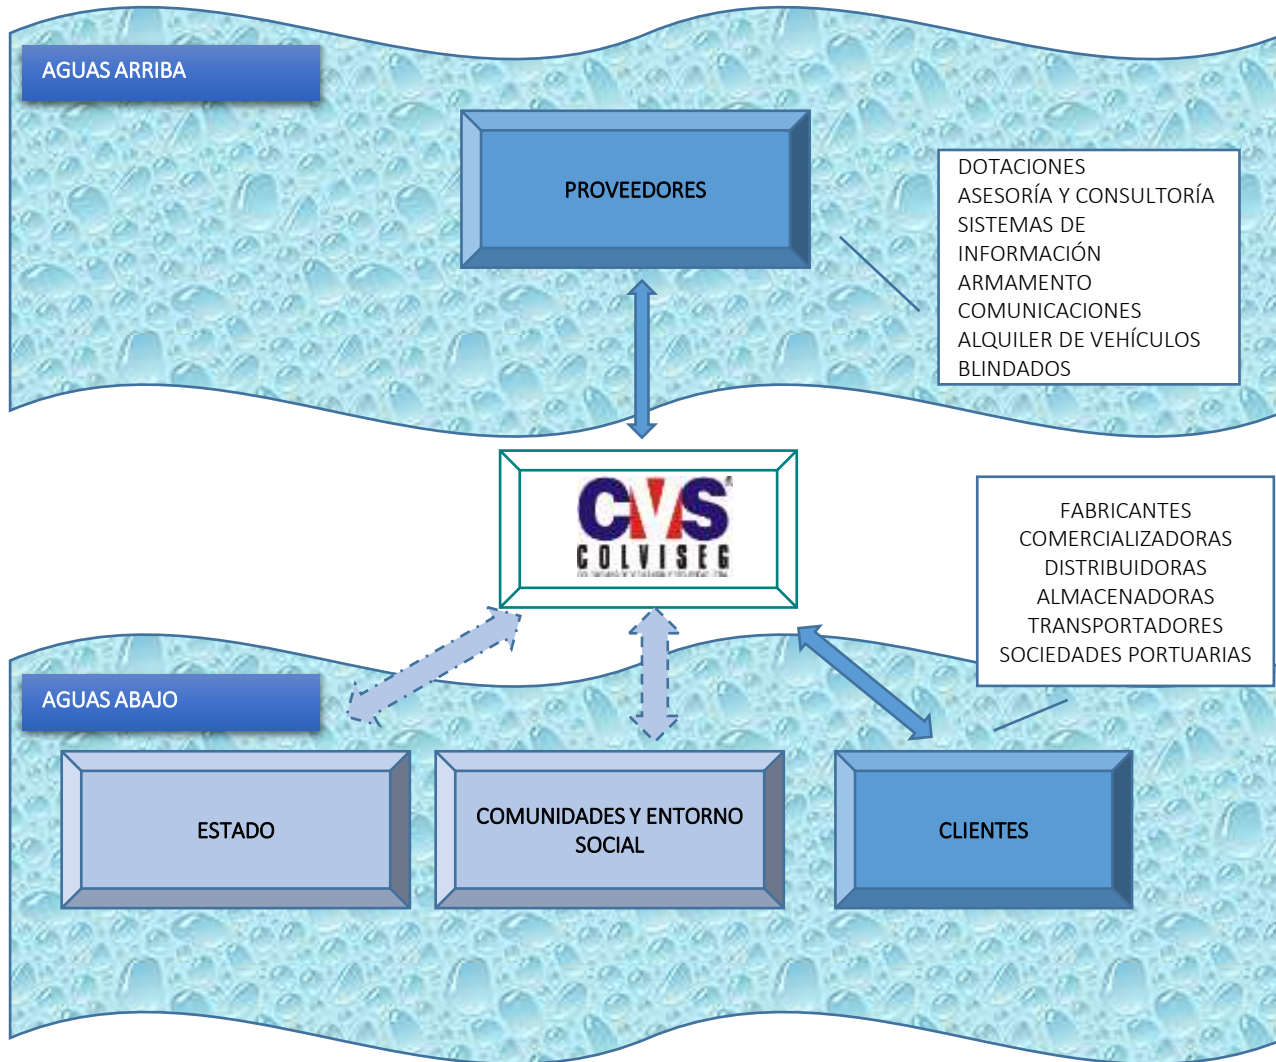 AGUAS ARRIBA
PROVEEDORES
DOTACIONES
ASESORÍA Y CONSULTORÍA
SISTEMAS DE
INFORMACIÓN
ARMAMENTO
COMUNICACIONES
ALQUILER DE VEHÍCULOS
BLINDADOS
CVS
COLVISEG
FABRICANTES
COMERCIALIZADORAS
DISTRIBUIDORAS
ALMACENADORAS
TRANSPORTADORES
SOCIEDADES PORTUARIAS
AGUAS ABAJO
ESTADO
COMUNIDADES Y ENTORNO
SOCIAL
CLIENTES